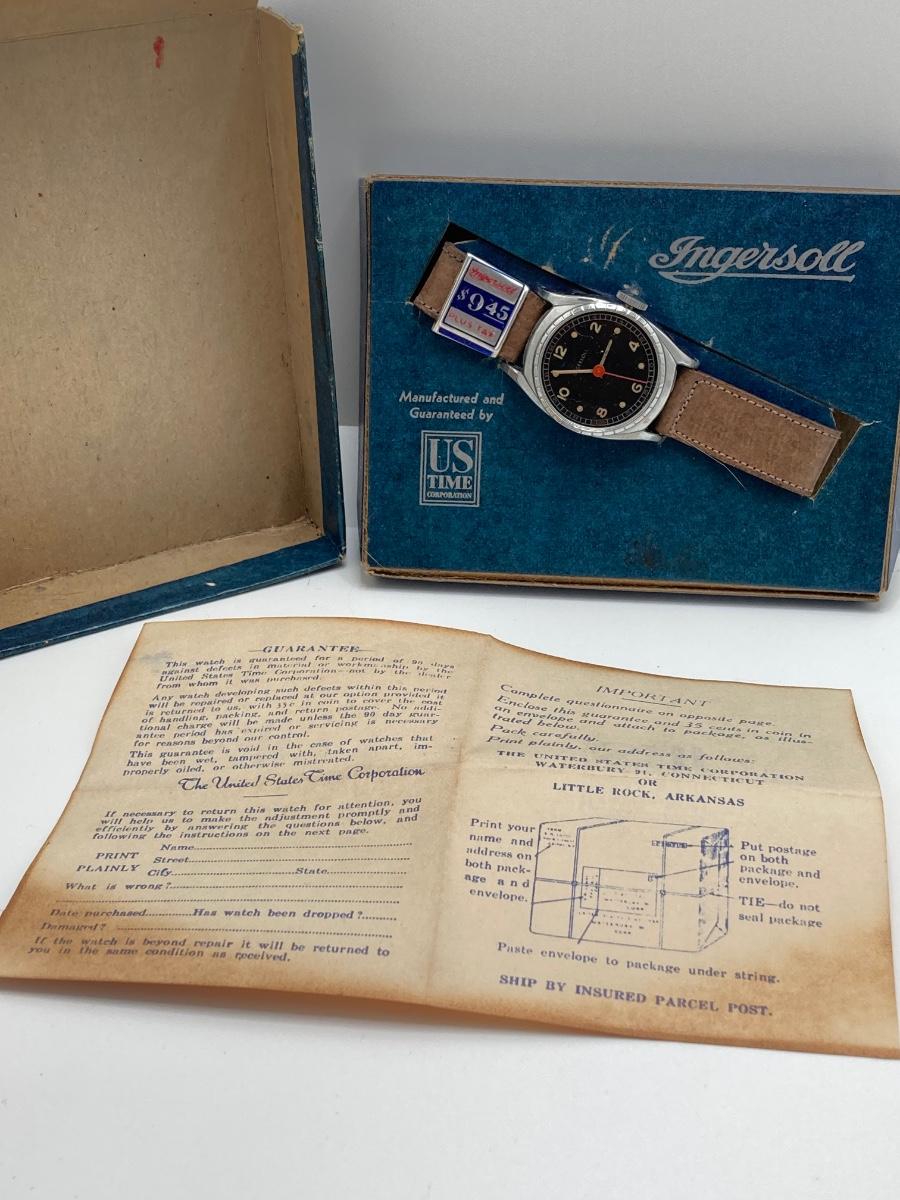 Ingersoll
Ingersoll
$9.45
PLUS TAX
12
2
4
6
8
10
Manufactured and
Guaranteed by
US
TIME
CORPORATION
GUARANTEE
This watch is guaranteed for a period of 90 days
against defects in material or workmanship by the
United States Time Corporation—not by the dealer
from whom it was purchased.
Any watch developing such defects within this period
will be repaired or replaced at our option provided it
is returned to us, with 35c in coin to cover the cost
of handling, packing, and return postage. No addi-
tional charge will be made unless the 90 day guar-
antee period has expired or servicing is necessary
for reasons beyond our control.
This guarantee is void in the case of watches that
have been wet, tampered with, taken apart, im-
properly oiled, or otherwise mistreated.
The United States Time Corporation
If necessary to return this watch for attention, you
will help us to make the adjustment promptly and
efficiently by answering the questions below, and
following the instructions on the next page.
PRINT
PLAINLY
Name
Street
City State
What is wrong?
Date purchased Has watch been dropped?
Damaged?
If the watch is beyond repair it will be returned to
you in the same condition as received.
IMPORTANT
Complete questionnaire on opposite page.
Enclose this guarantee and 35 cents in coin in
an envelope and attach to package, as illus-
trated below.
Pack carefully.
Print plainly, our address as follows:
THE UNITED STATES TIME CORPORATION
WATERBURY 91, CONNECTICUT
OR
LITTLE ROCK, ARKANSAS
Print your
name and
address on
both pack-
age and
envelope.
Put postage
on both
package and
envelope.
TIE—do not
seal package
Paste envelope to package under string.
SHIP BY INSURED PARCEL POST.